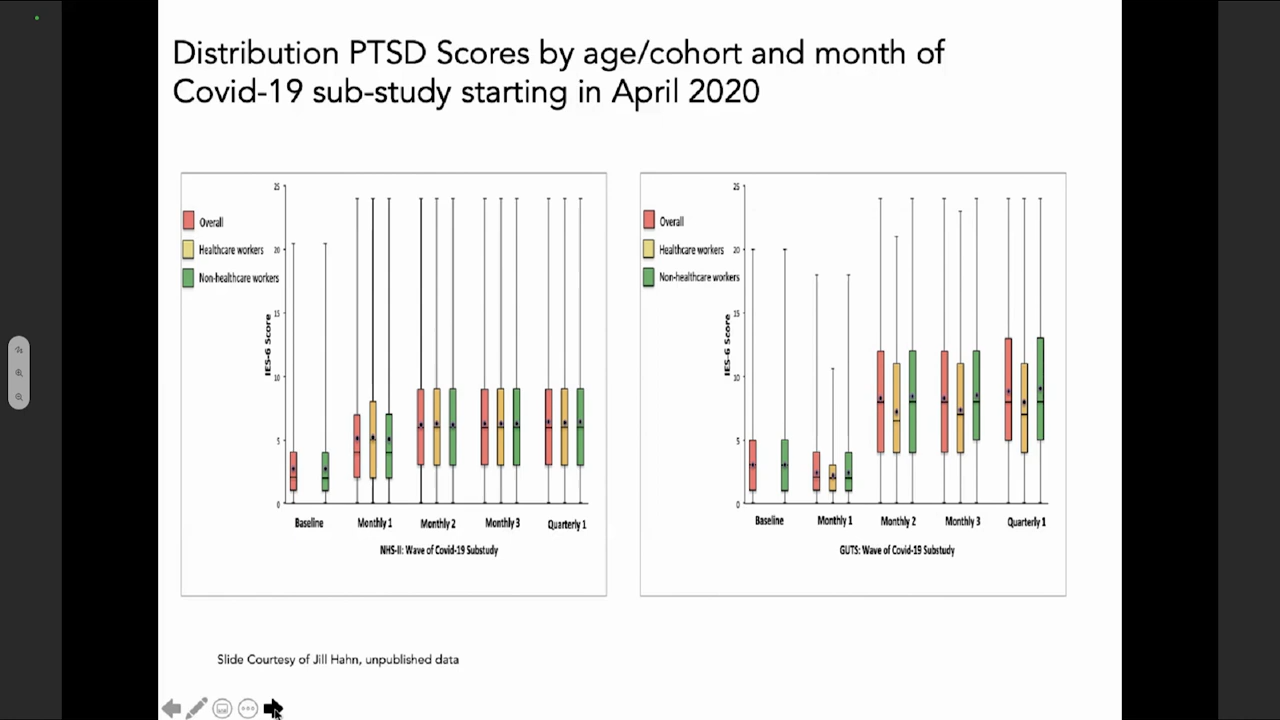 Distribution PTSD Scores by age/cohort and month of
Covid-19 sub-study starting in April 2020
Overall
Healthcare workers
Non-healthcare workers
IES-6 Score
25
20
15
10
5
0
Baseline
Monthly 1
Monthly 2
Monthly 3
Quarterly 1
NHS-II: Wave of Covid-19 Substudy
Overall
Healthcare workers
Non-healthcare workers
IES-6 Score
25
20
15
10
5
0
Baseline
Monthly 1
Monthly 2
Monthly 3
Quarterly 1
GUTS: Wave of Covid-19 Substudy
Slide Courtesy of Jill Hahn, unpublished data